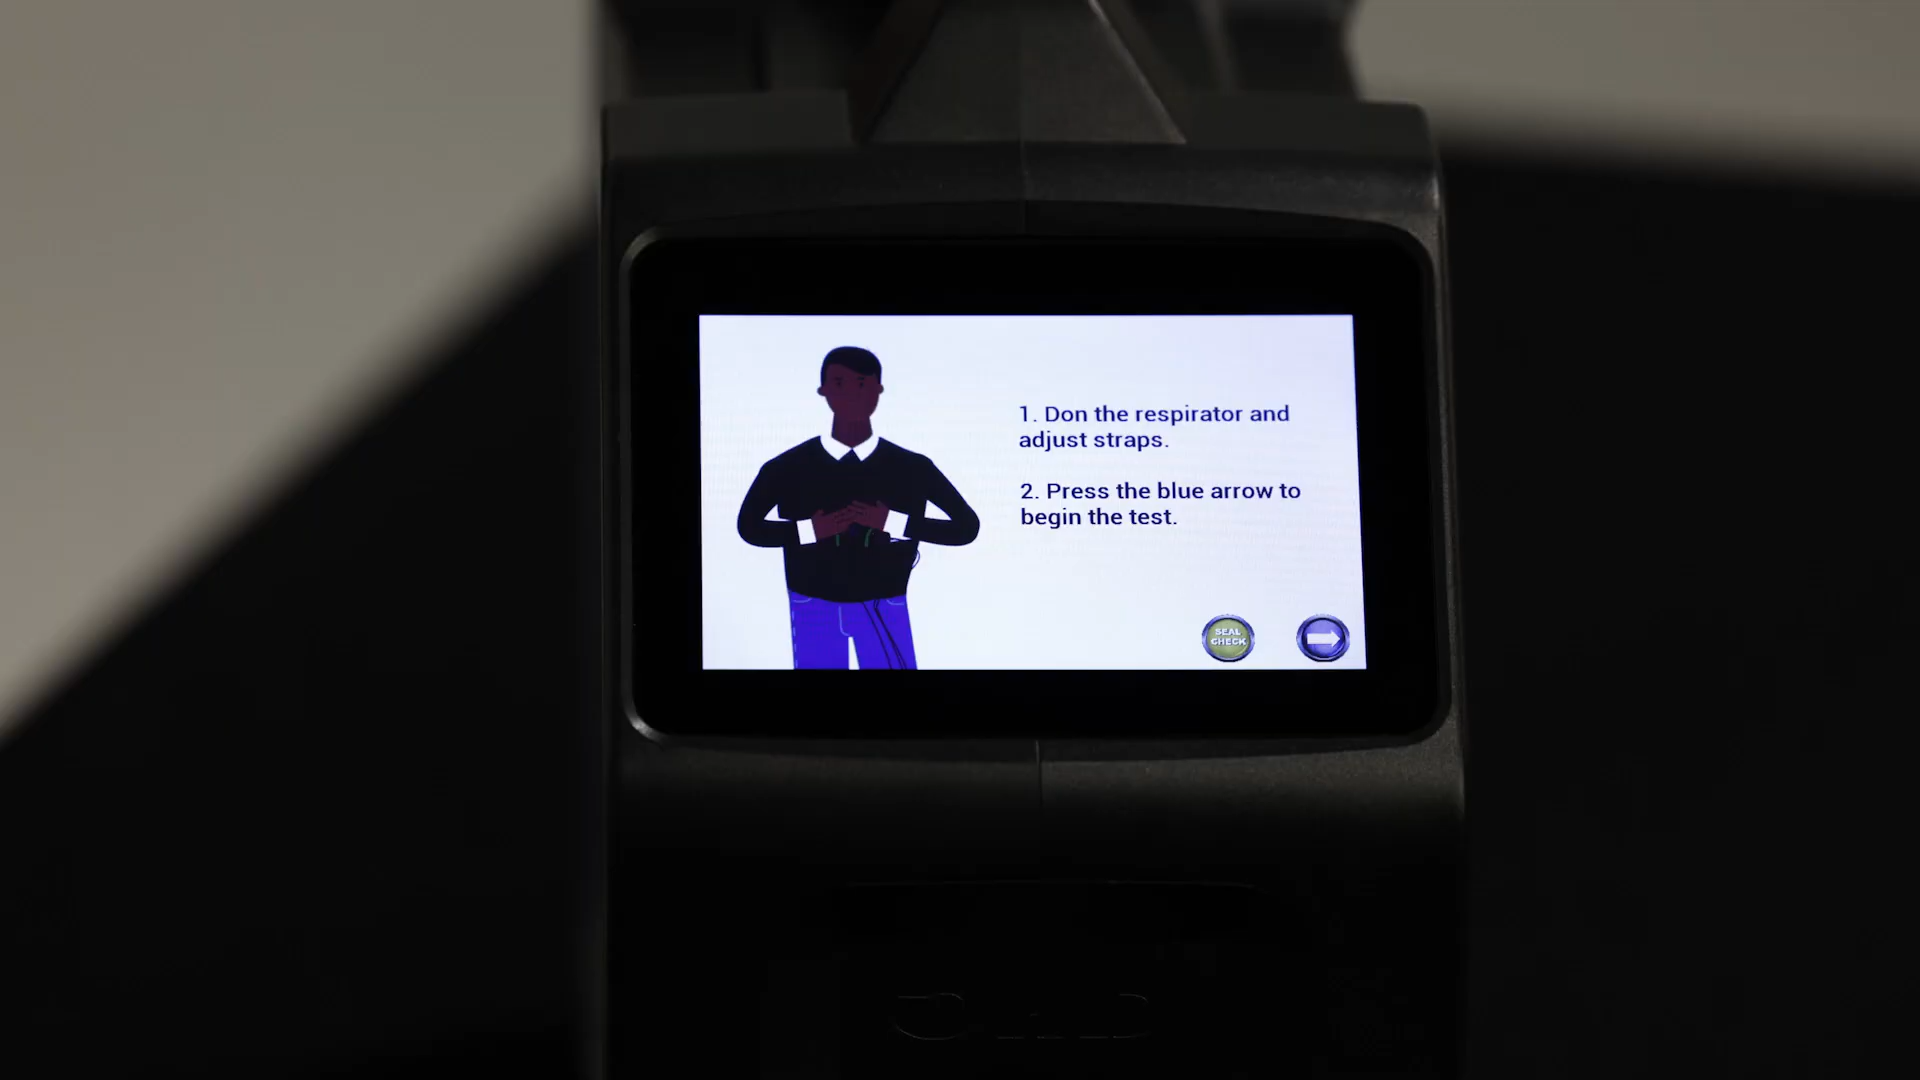 1. Don the respirator and
adjust straps.
2. Press the blue arrow to
begin the test.
SEAL
CHECK